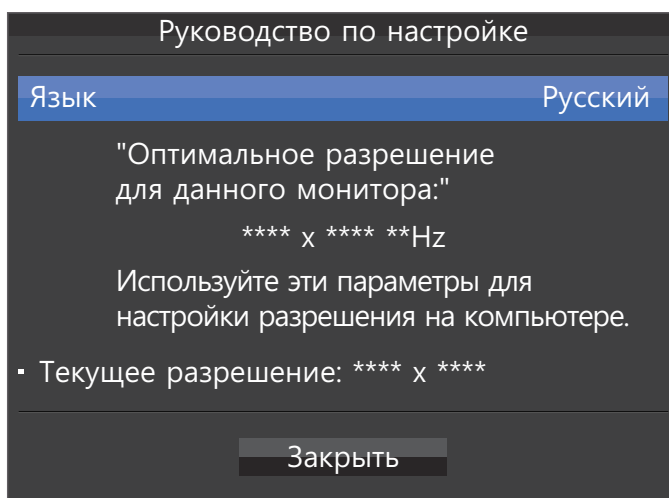 Руководство по настройке
Язык Русский
"Оптимальное разрешение
для данного монитора:"
**** x **** **Hz
Используйте эти параметры для
настройки разрешения на компьютере.
▪ Текущее разрешение: **** x ****
Закрыть